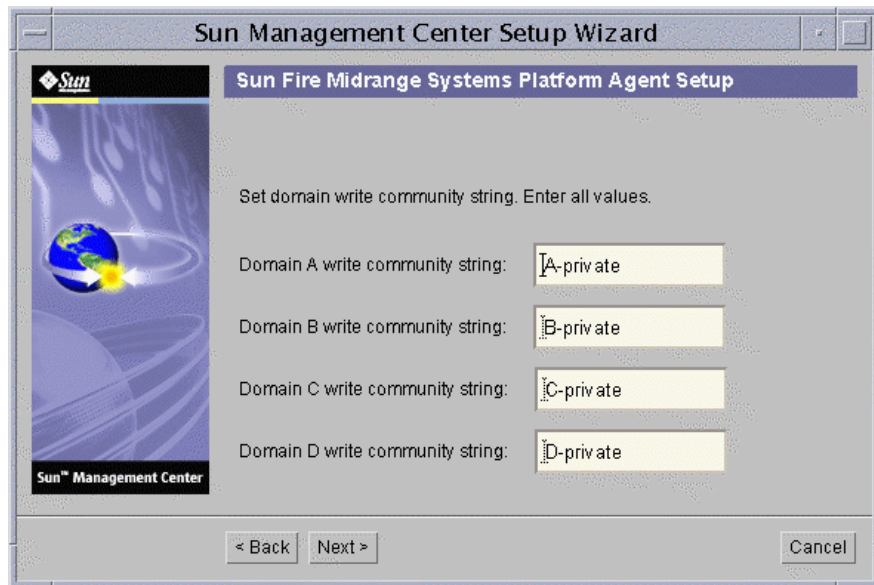 Sun Management Center Setup Wizard
Sun
Sun Fire Midrange Systems Platform Agent Setup
Set domain write community string. Enter all values.
Domain A write community string: A-private
Domain B write community string: B-private
Domain C write community string: C-private
Domain D write community string: D-private
Sun™ Management Center
< Back Next > Cancel